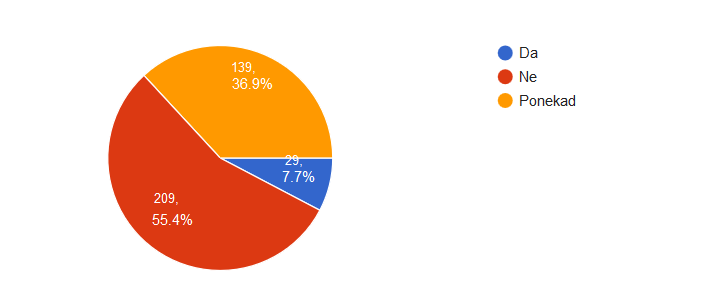 139,
36.9%
29,
7.7%
209,
55.4%
Da
Ne
Ponekad